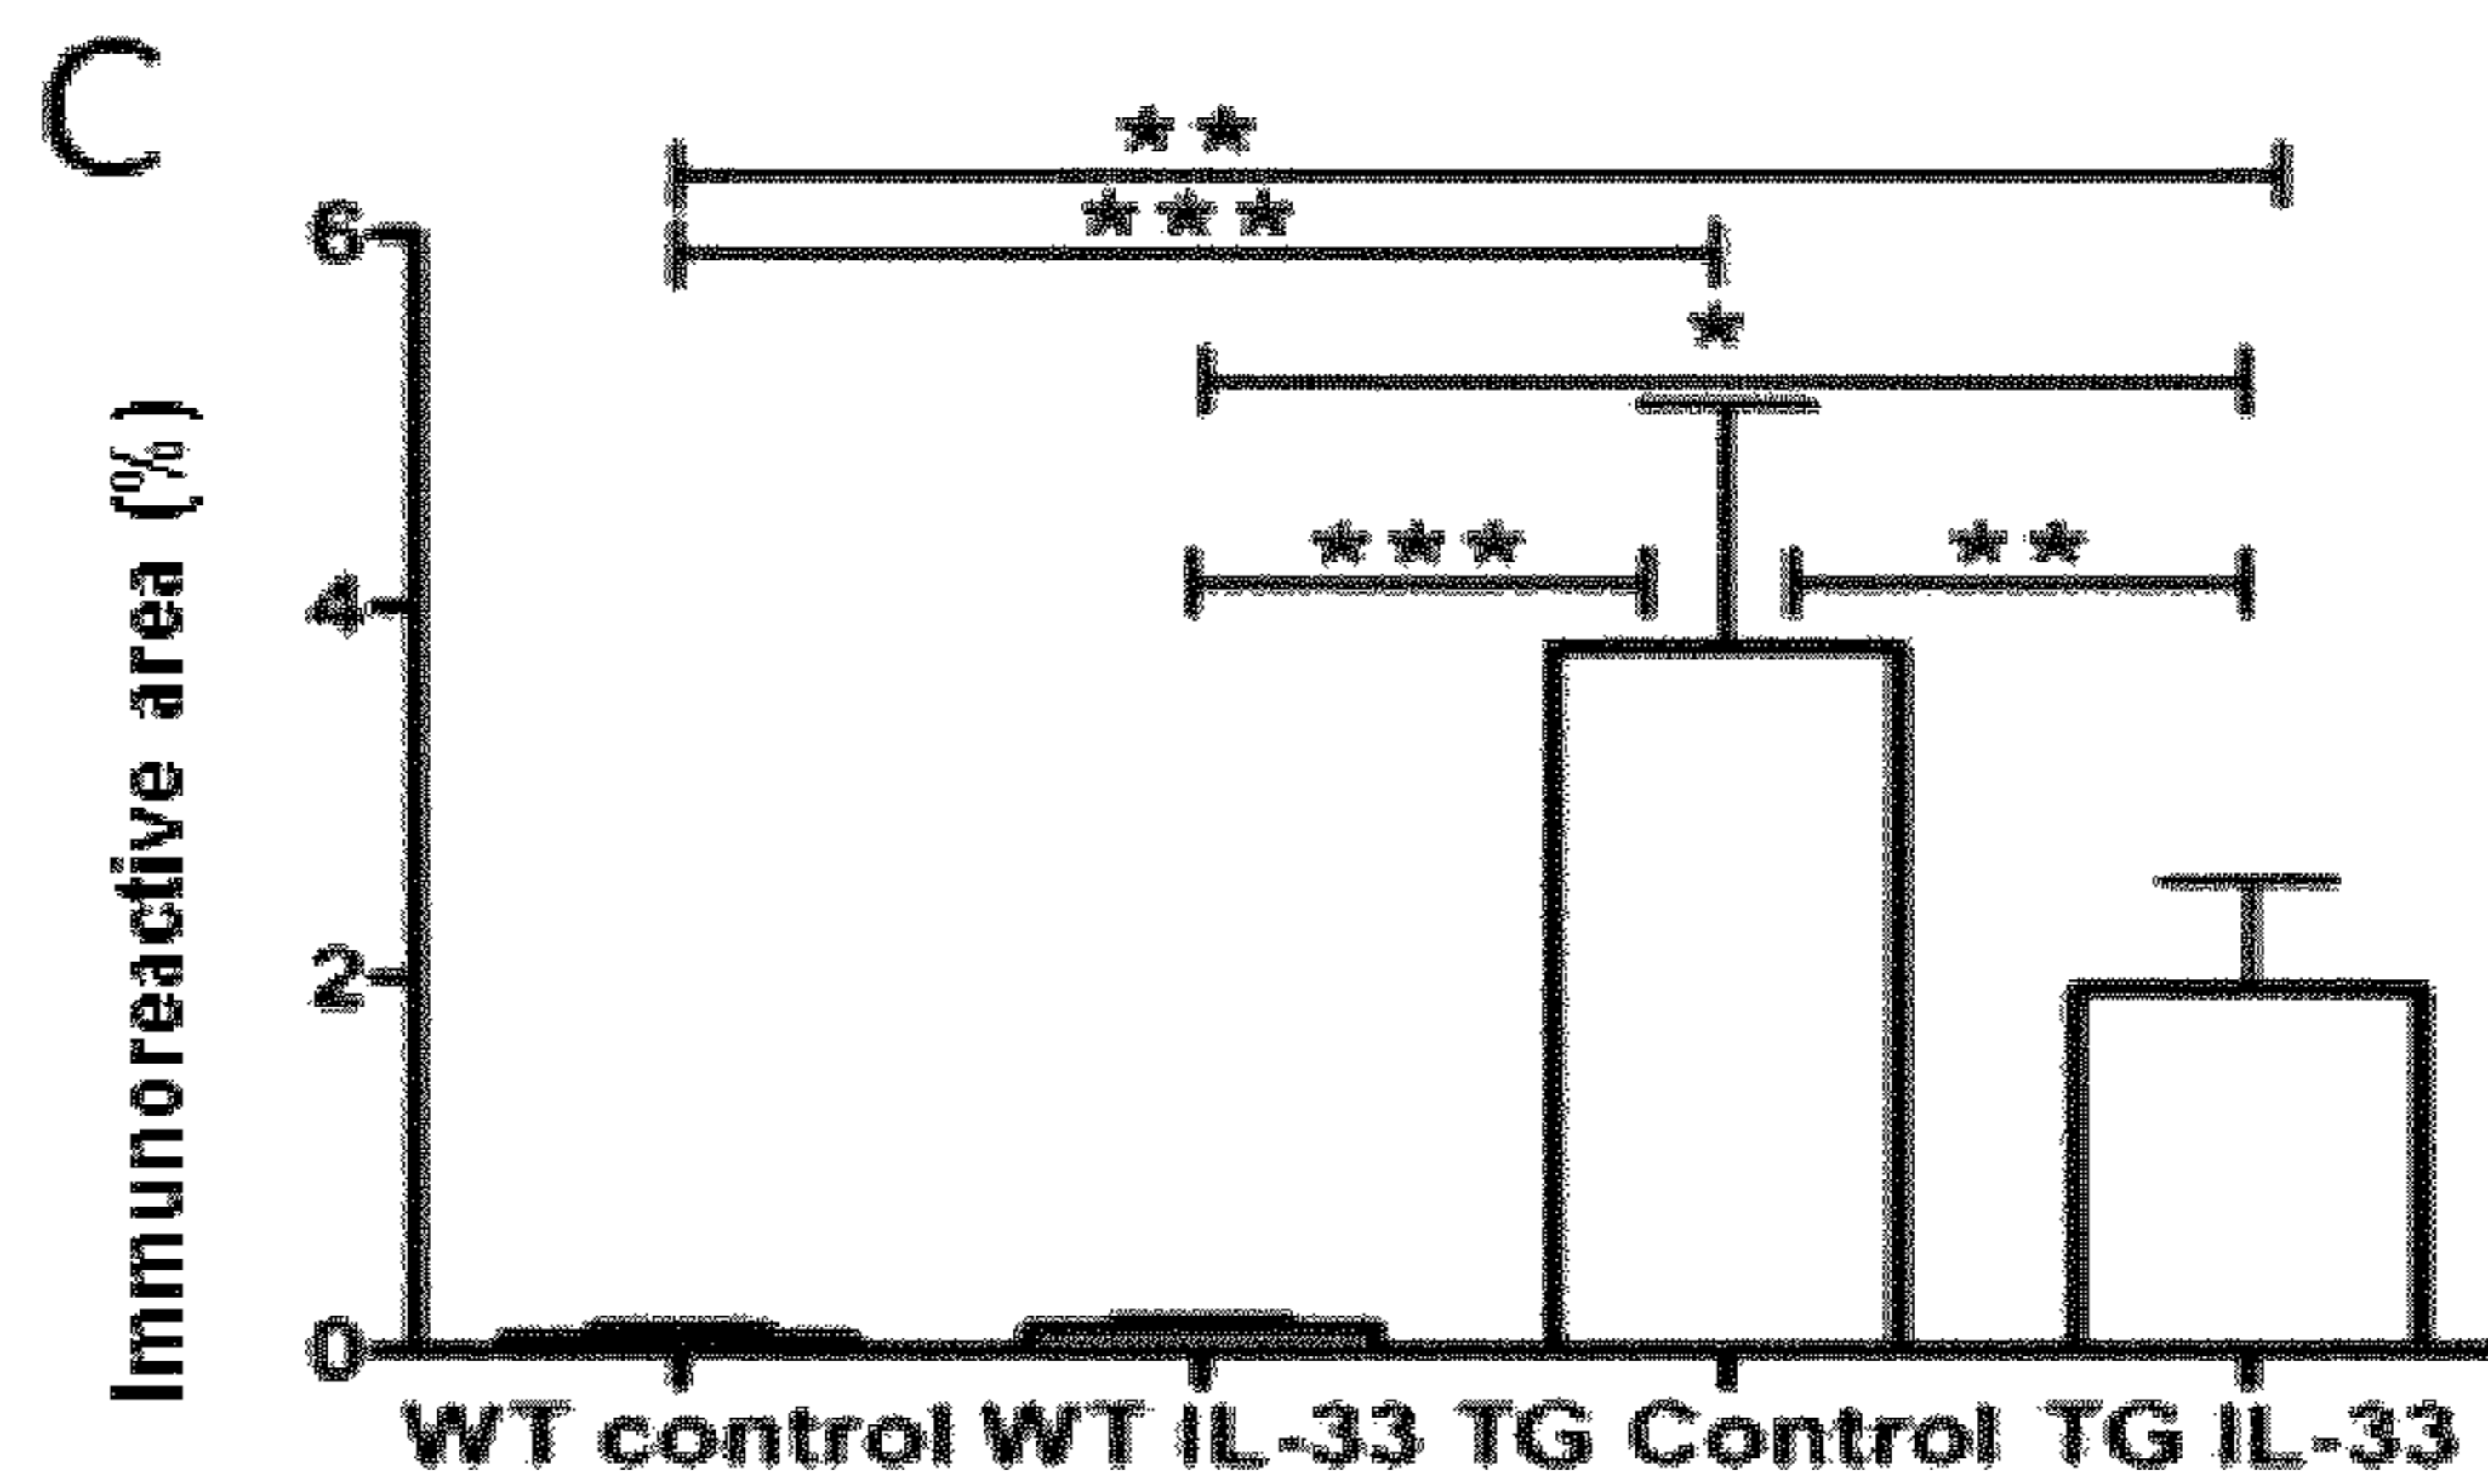 C
★★
★★★
★
★★★ ★★
6
4
2
0
Immunoreactive area (%)
WT control WT IL-33 TG Control TG IL-33